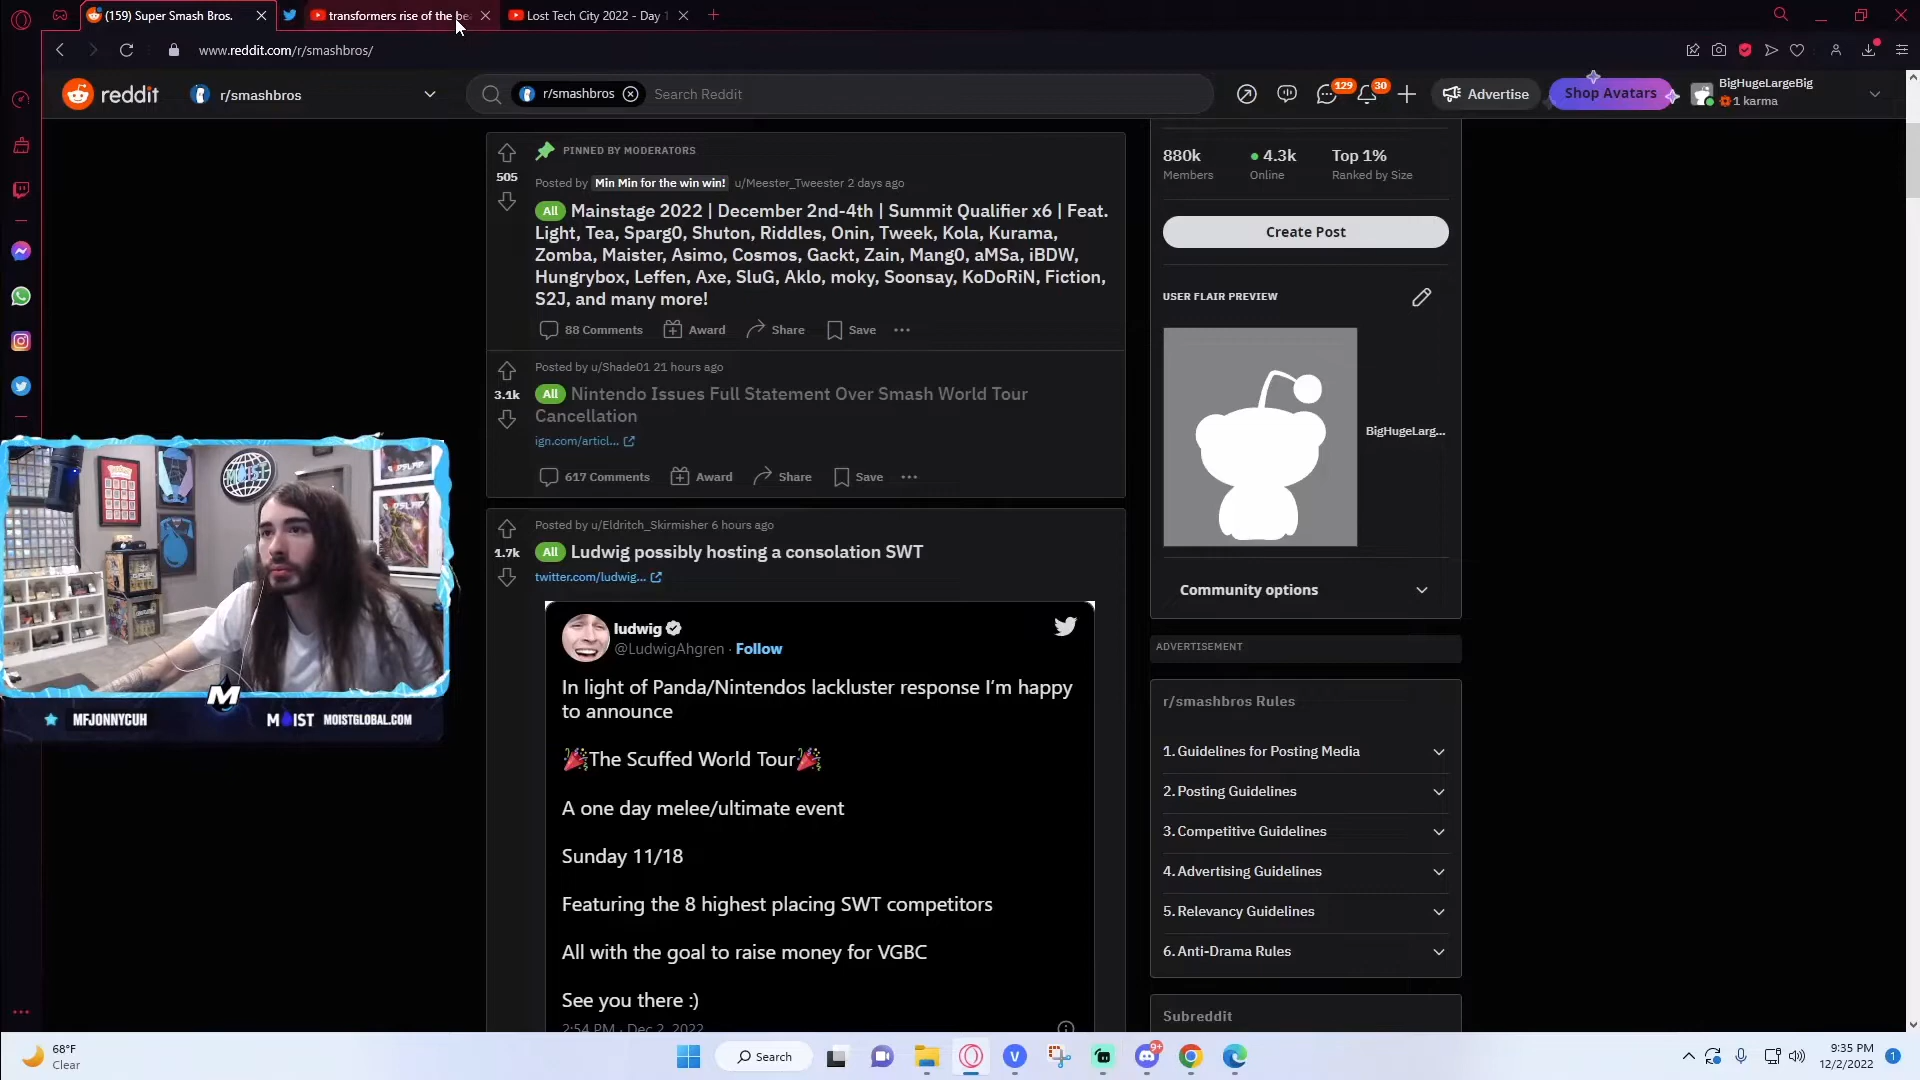 (159) Super Smash Bros.
transformers rise of the be
Lost Tech City 2022 - Day 1
www.reddit.com/r/smashbros/
reddit
r/smashbros
r/smashbros
Search Reddit
129
30
Advertise
Shop Avatars
BigHugeLargeBig
1 karma
PINNED BY MODERATORS
505
Posted by Min Min for the win win! u/Meester_Tweester 2 days ago
All Mainstage 2022 | December 2nd-4th | Summit Qualifier x6 | Feat.
Light, Tea, Sparg0, Shuton, Riddles, Onin, Tweek, Kola, Kurama,
Zomba, Maister, Asimo, Cosmos, Gackt, Zain, Mang0, aMSa, iBDW,
Hungrybox, Leffen, Axe, SluG, Aklo, moky, Soonsay, KoDoRiN, Fiction,
S2J, and many more!
88 Comments Award Share Save
Posted by u/Shade01 21 hours ago
3.1k
All Nintendo Issues Full Statement Over Smash World Tour
Cancellation
ign.com/articl...
617 Comments Award Share Save
Posted by u/Eldritch_Skirmisher 6 hours ago
1.7k
All Ludwig possibly hosting a consolation SWT
twitter.com/ludwig...
ludwig
@LudwigAhgren · Follow
In light of Panda/Nintendos lackluster response I'm happy
to announce
🎉The Scuffed World Tour🎉
A one day melee/ultimate event
Sunday 11/18
Featuring the 8 highest placing SWT competitors
All with the goal to raise money for VGBC
See you there :)
2:54 PM · Dec 2, 2022
880k
Members
4.3k
Online
Top 1%
Ranked by Size
Create Post
USER FLAIR PREVIEW
BigHugeLarg...
Community options
ADVERTISEMENT
r/smashbros Rules
1. Guidelines for Posting Media
2. Posting Guidelines
3. Competitive Guidelines
4. Advertising Guidelines
5. Relevancy Guidelines
6. Anti-Drama Rules
Subreddit
MOIST
M
MFJONNYCUH
MOIST
MOISTGLOBAL.COM
68°F
Clear
Search
9+
9:35 PM
12/2/2022
1